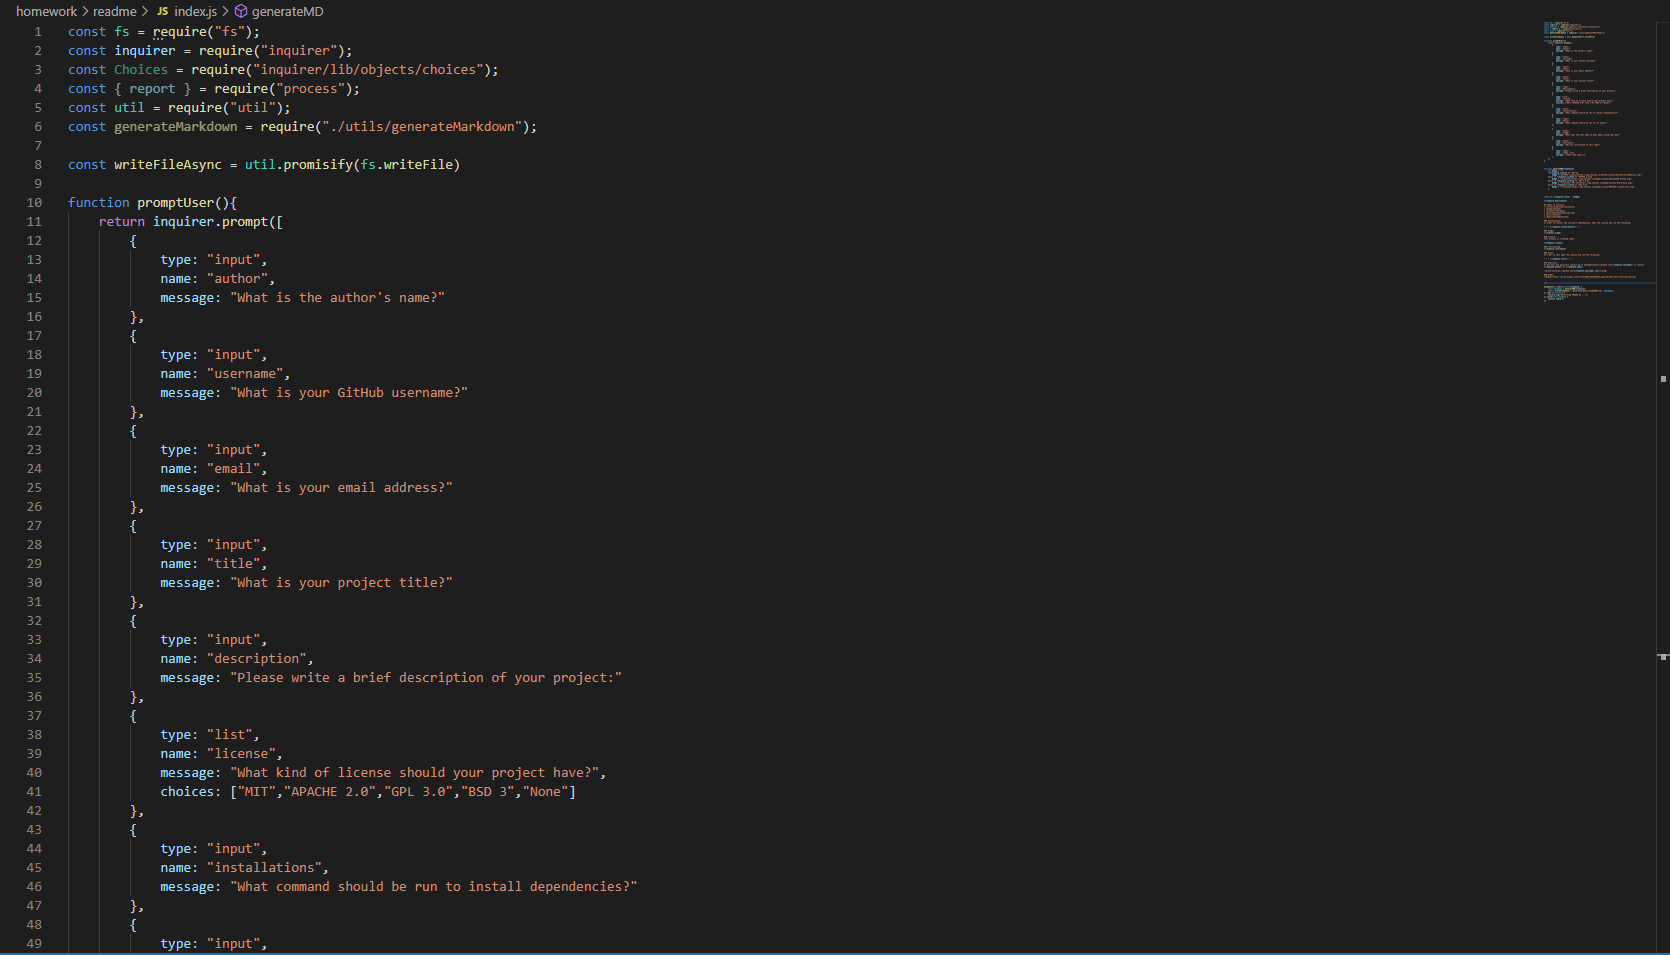 homework > readme > JS index.js > generateMD
1 const fs = require("fs");
2 const inquirer = require("inquirer");
3 const Choices = require("inquirer/lib/objects/choices");
4 const { report } = require("process");
5 const util = require("util");
6 const generateMarkdown = require("./utils/generateMarkdown");
7
8 const writeFileAsync = util.promisify(fs.writeFile)
9
10 function promptUser(){
11     return inquirer.prompt([
12         {
13             type: "input",
14             name: "author",
15             message: "What is the author's name?"
16         },
17         {
18             type: "input",
19             name: "username",
20             message: "What is your GitHub username?"
21         },
22         {
23             type: "input",
24             name: "email",
25             message: "What is your email address?"
26         },
27         {
28             type: "input",
29             name: "title",
30             message: "What is your project title?"
31         },
32         {
33             type: "input",
34             name: "description",
35             message: "Please write a brief description of your project:"
36         },
37         {
38             type: "list",
39             name: "license",
40             message: "What kind of license should your project have?",
41             choices: ["MIT","APACHE 2.0","GPL 3.0","BSD 3","None"]
42         },
43         {
44             type: "input",
45             name: "installations",
46             message: "What command should be run to install dependencies?"
47         },
48         {
49             type: "input",